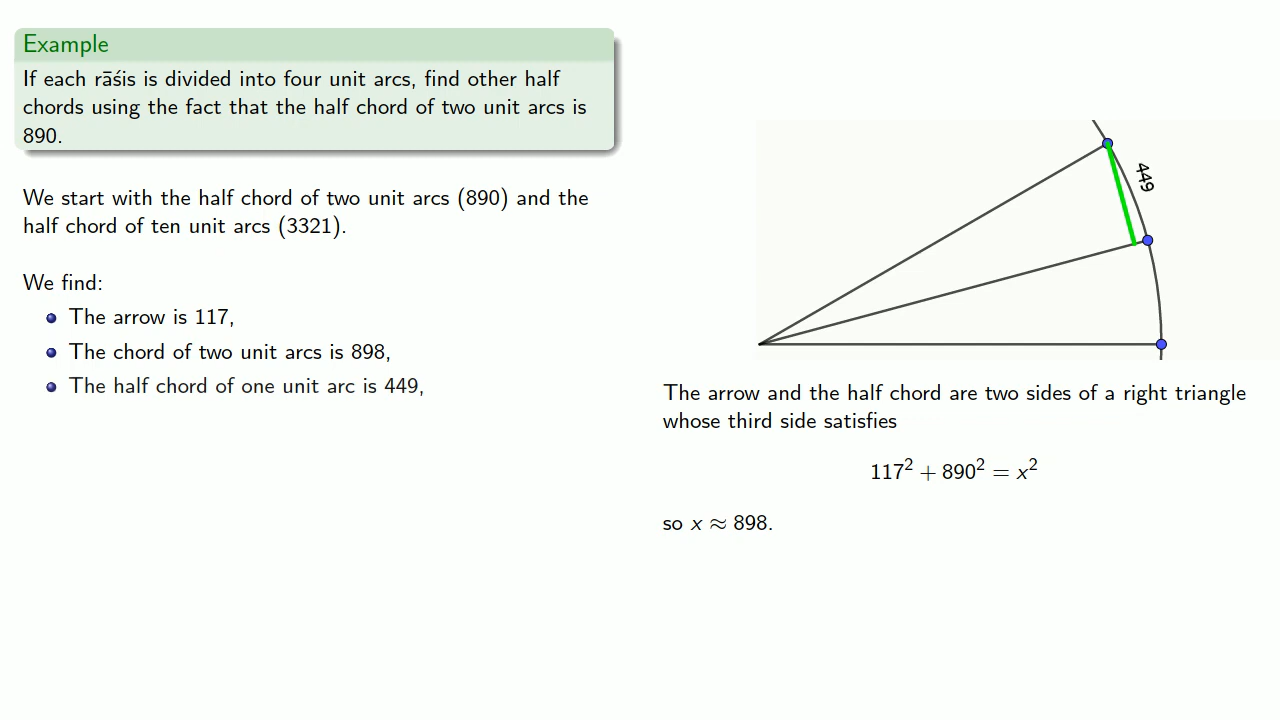 Example
If each rāśis is divided into four unit arcs, find other half
chords using the fact that the half chord of two unit arcs is
890.
We start with the half chord of two unit arcs (890) and the
half chord of ten unit arcs (3321).
We find:
The arrow is 117,
The chord of two unit arcs is 898,
The half chord of one unit arc is 449,
449
The arrow and the half chord are two sides of a right triangle
whose third side satisfies
117² + 890² = x²
so x ≈ 898.